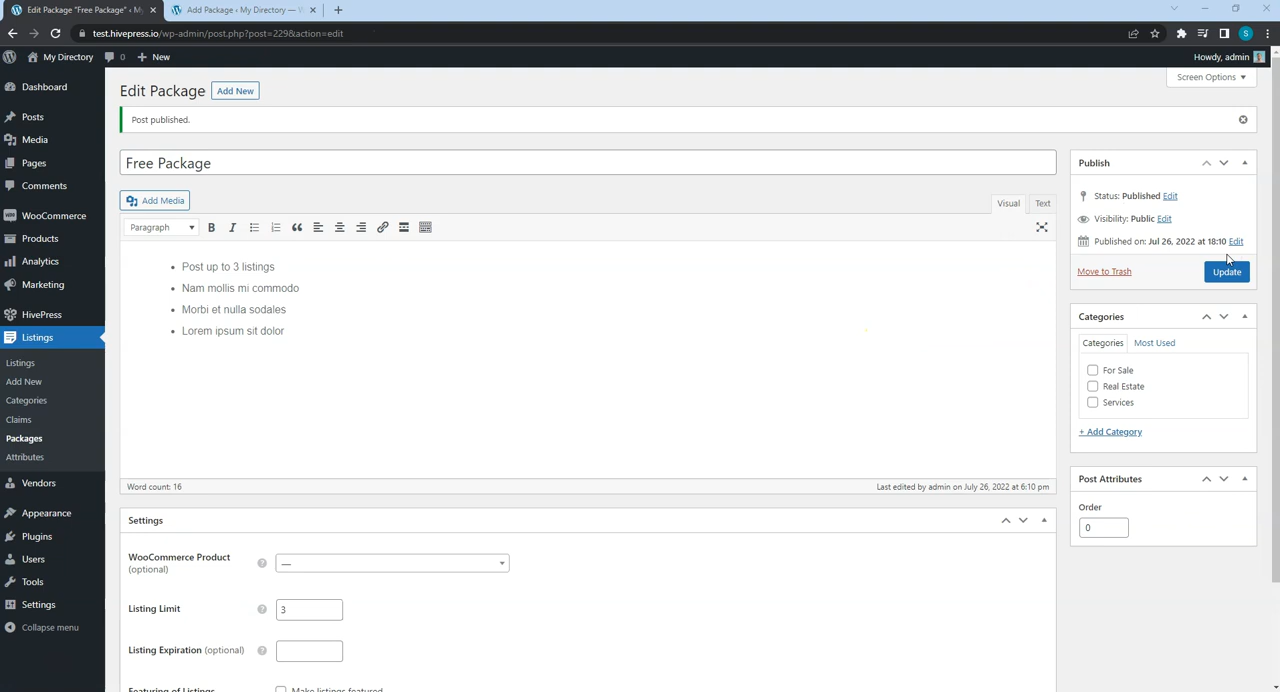 Edit Package "Free Package" ‹ M
Add Package ‹ My Directory — W
test.hivepress.io/wp-admin/post.php?post=229&action=edit
S
My Directory
0
New
Howdy, admin
Screen Options
Dashboard
Posts
Media
Pages
Comments
WooCommerce
Products
Analytics
Marketing
HivePress
Listings
Listings
Add New
Categories
Claims
Packages
Attributes
Vendors
Appearance
Plugins
Users
Tools
Settings
Collapse menu
Edit Package
Add New
Post published.
Free Package
Add Media
Visual
Text
Paragraph
B I
Post up to 3 listings
Nam mollis mi commodo
Morbi et nulla sodales
Lorem ipsum sit dolor
Word count: 16
Last edited by admin on July 26, 2022 at 6:10 pm
Settings
WooCommerce Product
(optional)
—
Listing Limit
3
Listing Expiration (optional)
Featuring of Listings
Make listings featured
Publish
Status: Published Edit
Visibility: Public Edit
Published on: Jul 26, 2022 at 18:10 Edit
Move to Trash
Update
Categories
Categories
Most Used
For Sale
Real Estate
Services
+ Add Category
Post Attributes
Order
0